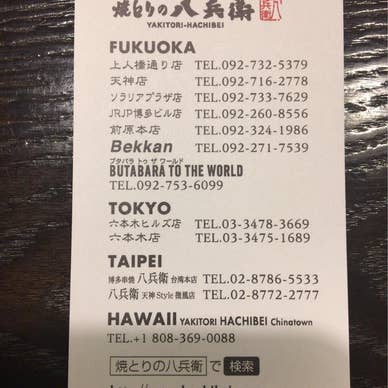 焼とりの八兵衛
八兵衛
YAKITORI-HACHIBEI
FUKUOKA
上人橋通り店 TEL.092-732-5379
天神店 TEL.092-716-2778
ソラリアプラザ店 TEL.092-733-7629
JRJP博多ビル店 TEL.092-260-8556
前原本店 TEL.092-324-1986
Bekkan TEL.092-271-7539
ブタバラ トゥ ザ ワールド
BUTABARA TO THE WORLD
TEL.092-753-6099
TOKYO
六本木ヒルズ店 TEL.03-3478-3669
六本木店 TEL.03-3475-1689
TAIPEI
博多串焼 八兵衛 台湾本店 TEL.02-8786-5533
八兵衛 天神Style 微風店 TEL.02-8772-2777
HAWAII YAKITORI HACHIBEI Chinatown
TEL.+1 808-369-0088
焼とりの八兵衛 で 検索